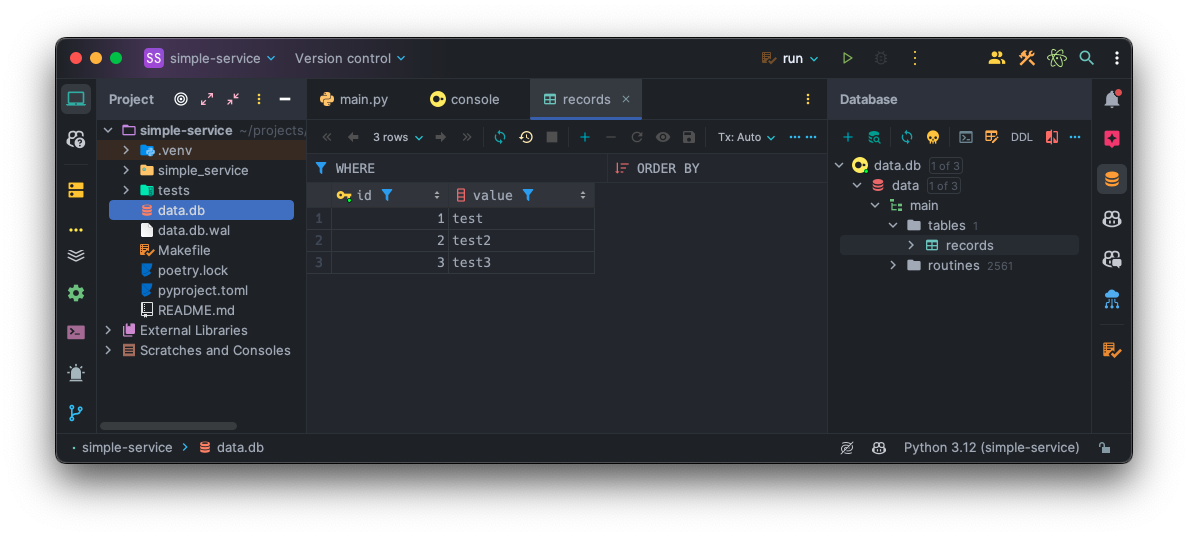 SS simple-service Version control run
Project main.py console records Database
3 rows Tx: Auto DDL
simple-service ~/projects/
.venv
simple_service
tests
data.db
data.db.wal
Makefile
poetry.lock
pyproject.toml
README.md
External Libraries
Scratches and Consoles
WHERE ORDER BY
id value
1 1 test
2 2 test2
3 3 test3
data.db 1 of 3
data 1 of 3
main
tables 1
records
routines 2561
simple-service data.db Python 3.12 (simple-service)